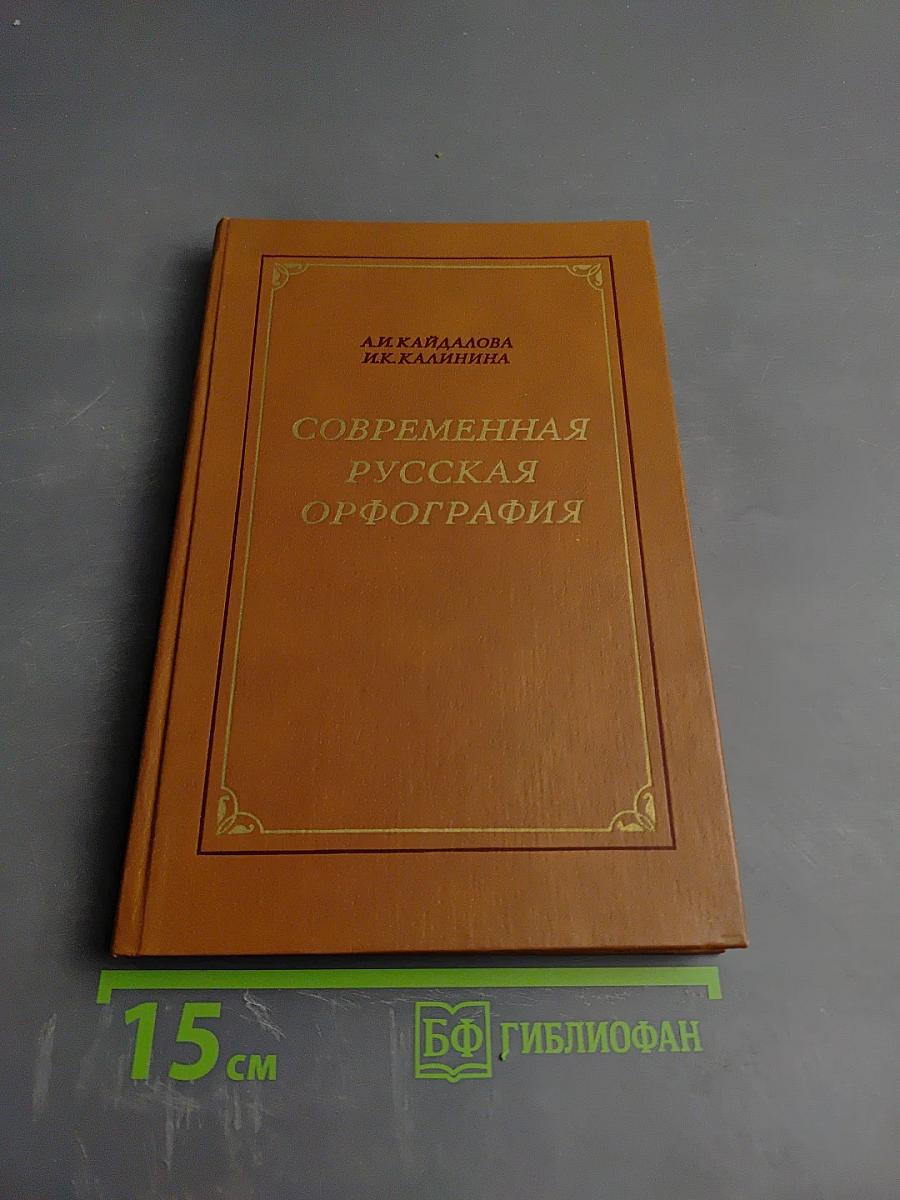 А.И. КАЙДАЛОВА
И.К. КАЛИНИНА
СОВРЕМЕННАЯ
РУССКАЯ
ОРФОГРАФИЯ
15 см
БФ ГИБЛИОФАН